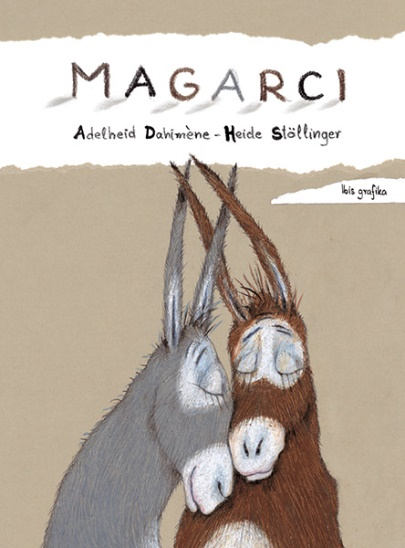 MAGARCI
Adelheid Dahimène - Heide Stöllinger
Ibis grafika